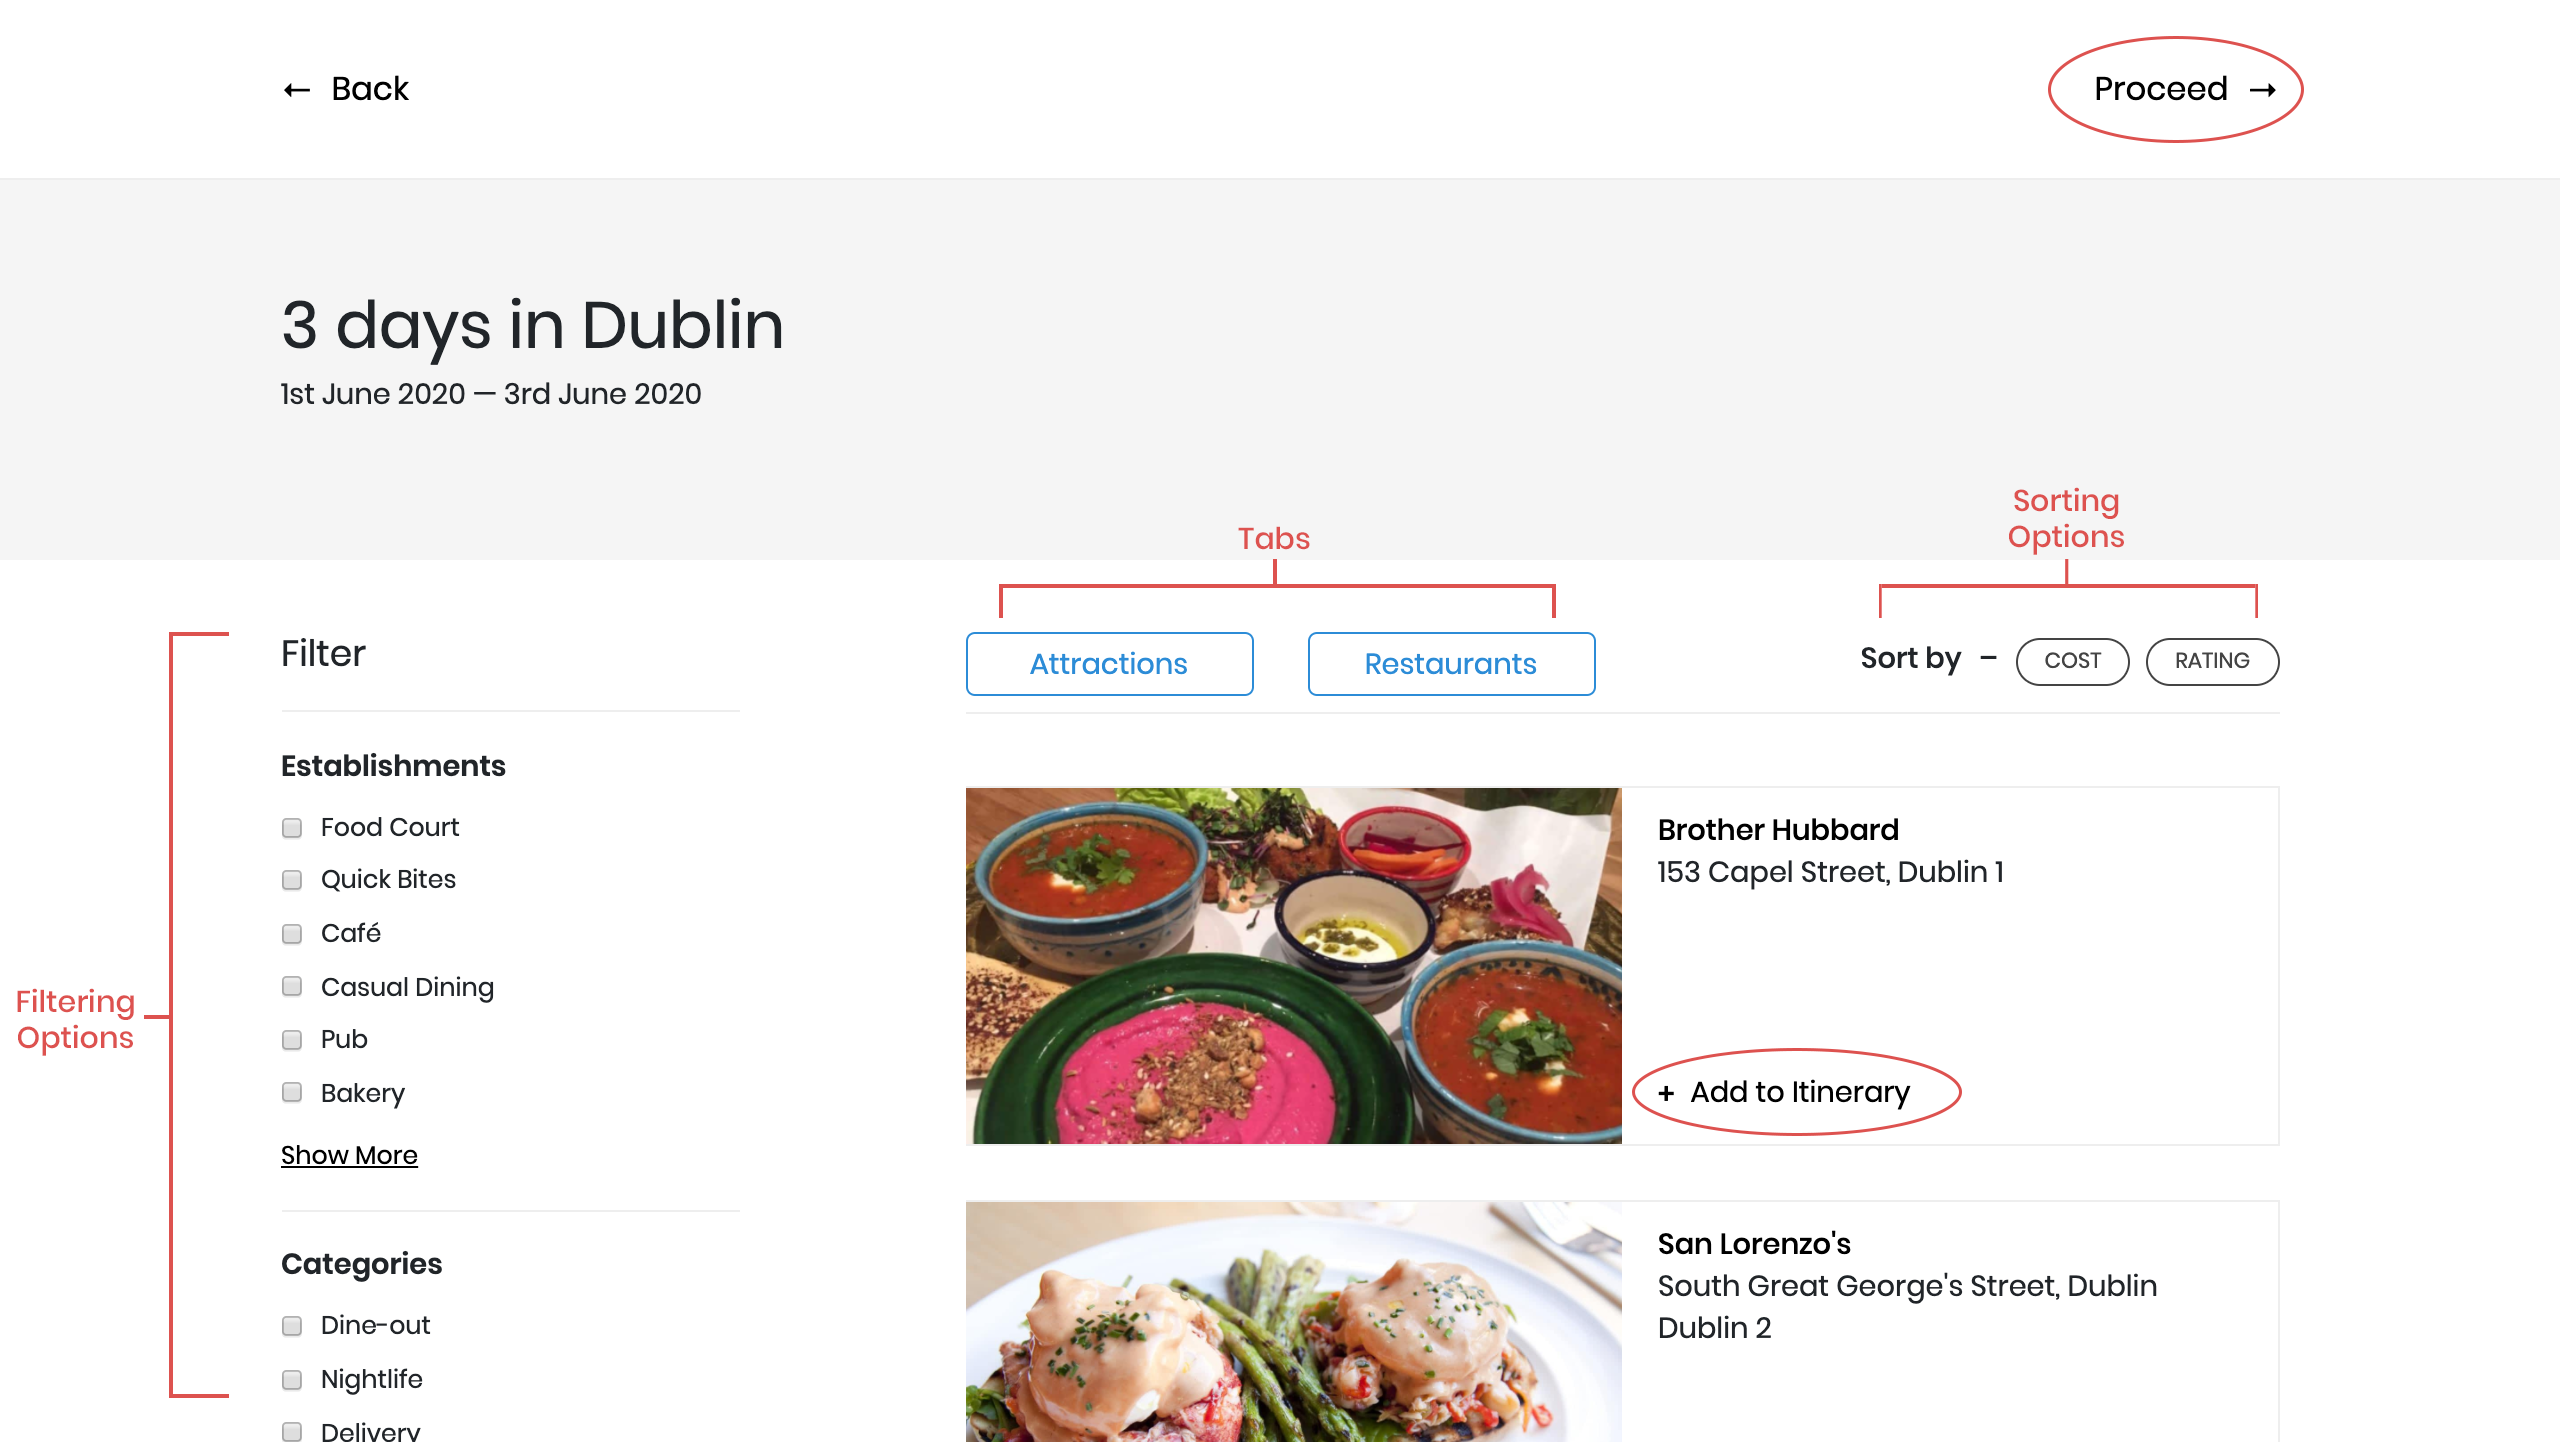 ← Back
Proceed →
3 days in Dublin
1st June 2020 — 3rd June 2020
Tabs
Sorting
Options
Filter
Attractions
Restaurants
Sort by – COST RATING
Establishments
Food Court
Quick Bites
Café
Casual Dining
Pub
Bakery
Show More
Filtering
Options
Categories
Dine-out
Nightlife
Delivery
Brother Hubbard
153 Capel Street, Dublin 1
+ Add to Itinerary
San Lorenzo's
South Great George's Street, Dublin
Dublin 2